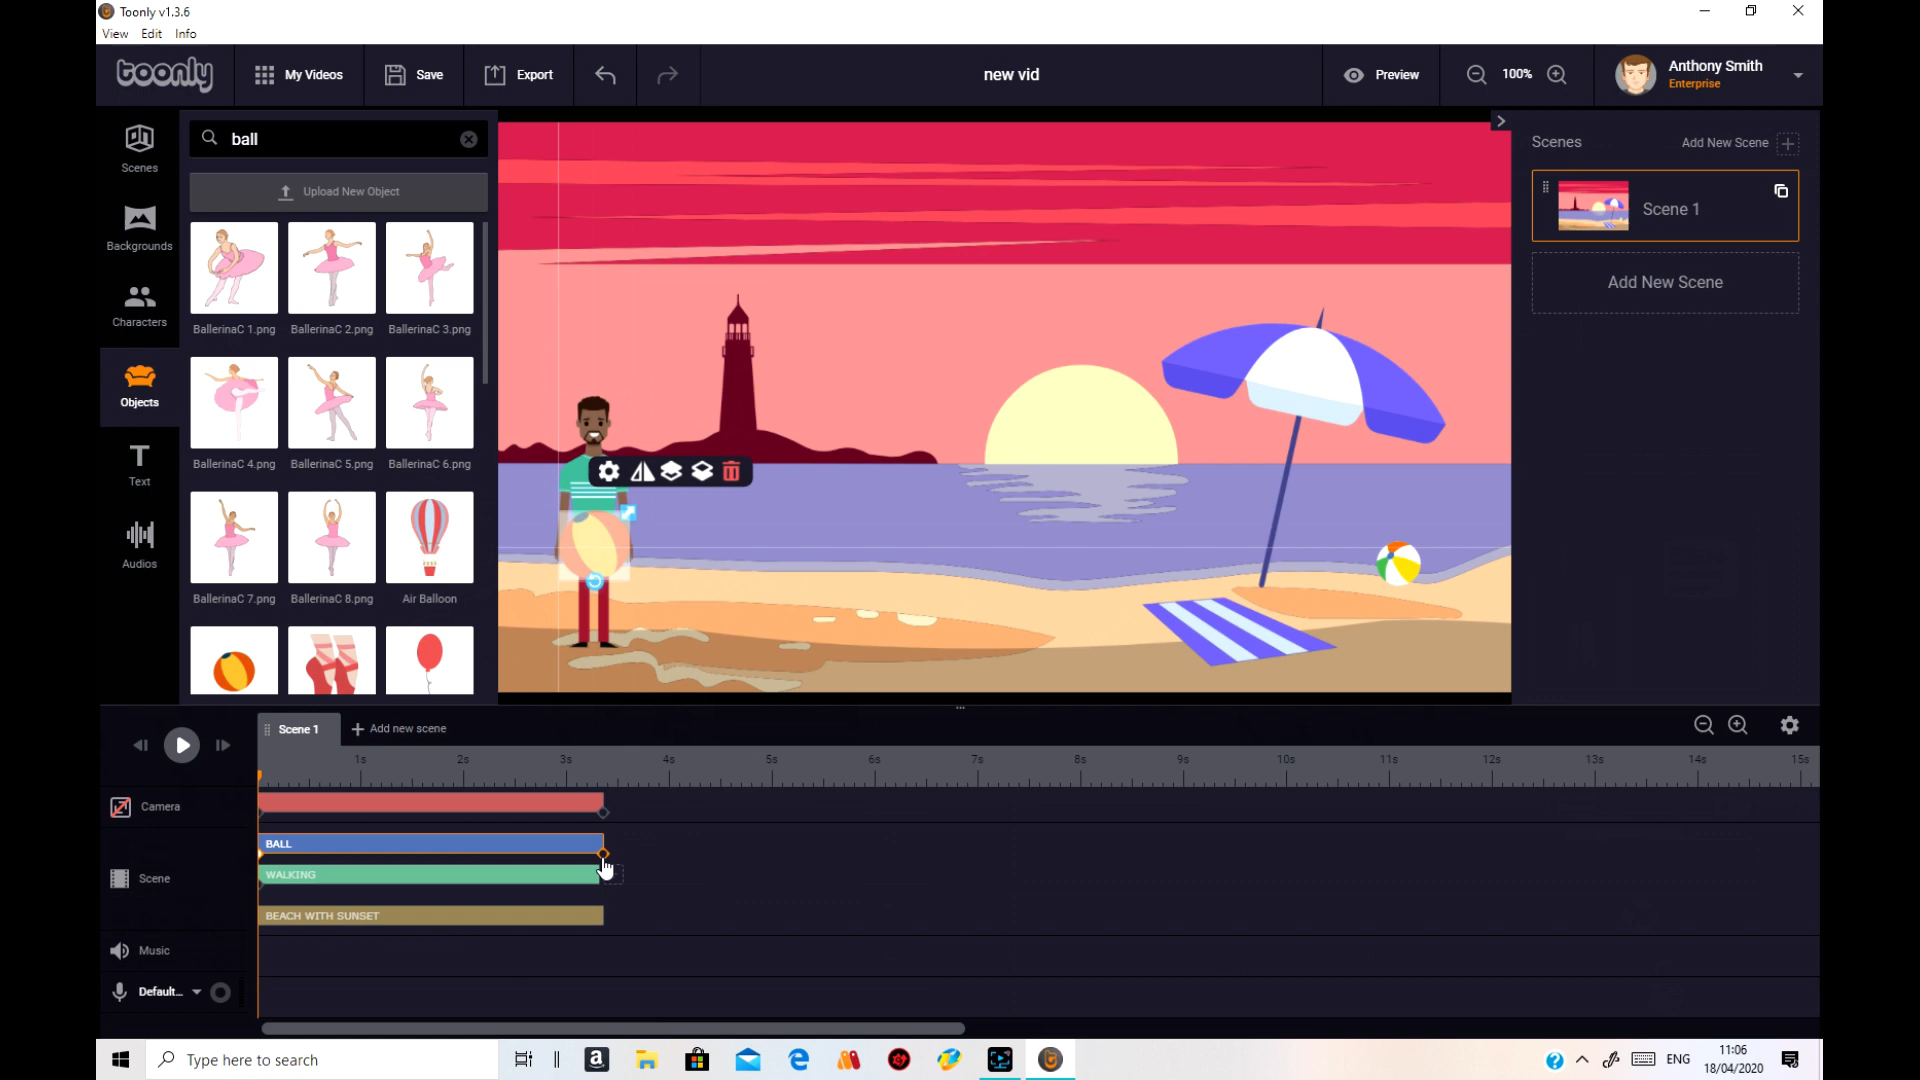 Toonly v1.3.6
View Edit Info
toonly My Videos Save Export new vid Preview 100% Anthony Smith
Enterprise
Scenes
Backgrounds
Characters
Objects
Text
Audios
ball
Upload New Object
BallerinaC 1.png BallerinaC 2.png BallerinaC 3.png
BallerinaC 4.png BallerinaC 5.png BallerinaC 6.png
BallerinaC 7.png BallerinaC 8.png Air Balloon
Scenes Add New Scene
Scene 1
Add New Scene
Scene 1 Add new scene
1s 2s 3s 4s 5s 6s 7s 8s 9s 10s 11s 12s 13s 14s 15s
Camera
BALL
Scene WALKING
BEACH WITH SUNSET
Music
Default...
Type here to search
ENG
11:06
18/04/2020